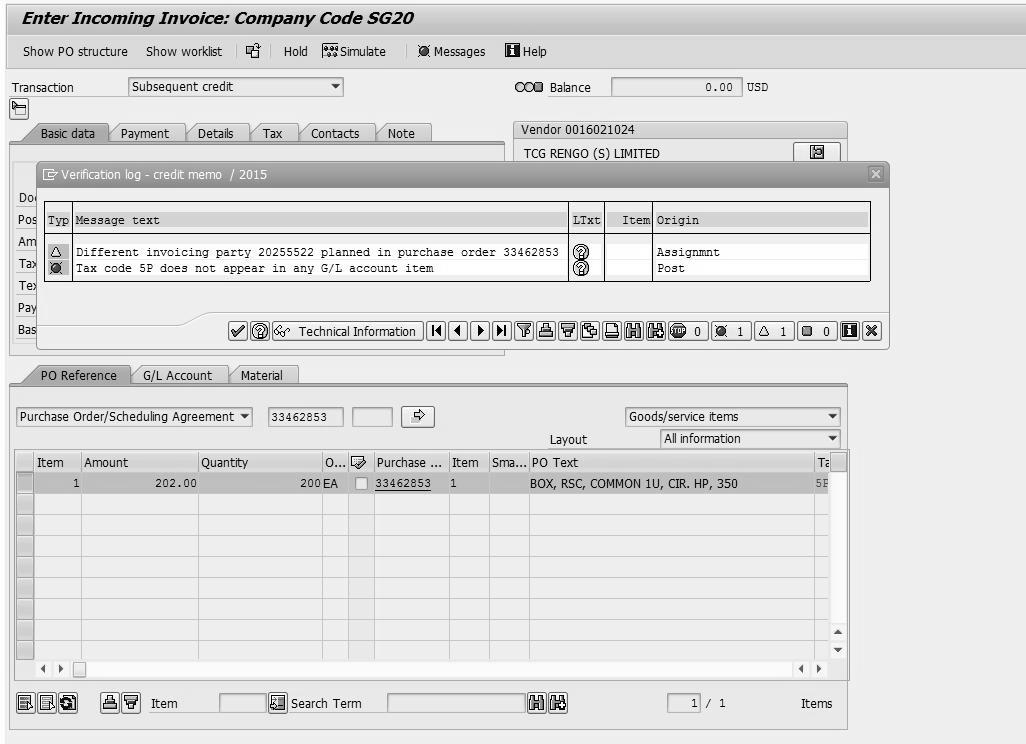 Enter Incoming Invoice: Company Code SG20
Show PO structure Show worklist Hold Simulate Messages Help
Transaction Subsequent credit Balance 0.00 USD
Basic data Payment Details Tax Contacts Note
Vendor 0016021024
TCG RENGO (S) LIMITED
Verification log - credit memo / 2015
Typ Message text LTxt Item Origin
Different invoicing party 20255522 planned in purchase order 33462853 Assignmnt
Tax code 5P does not appear in any G/L account item Post
Pos
Am
Tax
Pay
Bas
Technical Information STOP 0 1 1 0
PO Reference G/L Account Material
Purchase Order/Scheduling Agreement 33462853 Goods/service items
Layout All information
Item Amount Quantity O... Purchase ... Item Sma... PO Text Ta
1 202.00 200 EA 33462853 1 BOX, RSC, COMMON 1U, CIR. HP, 350 5P
Item Search Term 1 / 1 Items